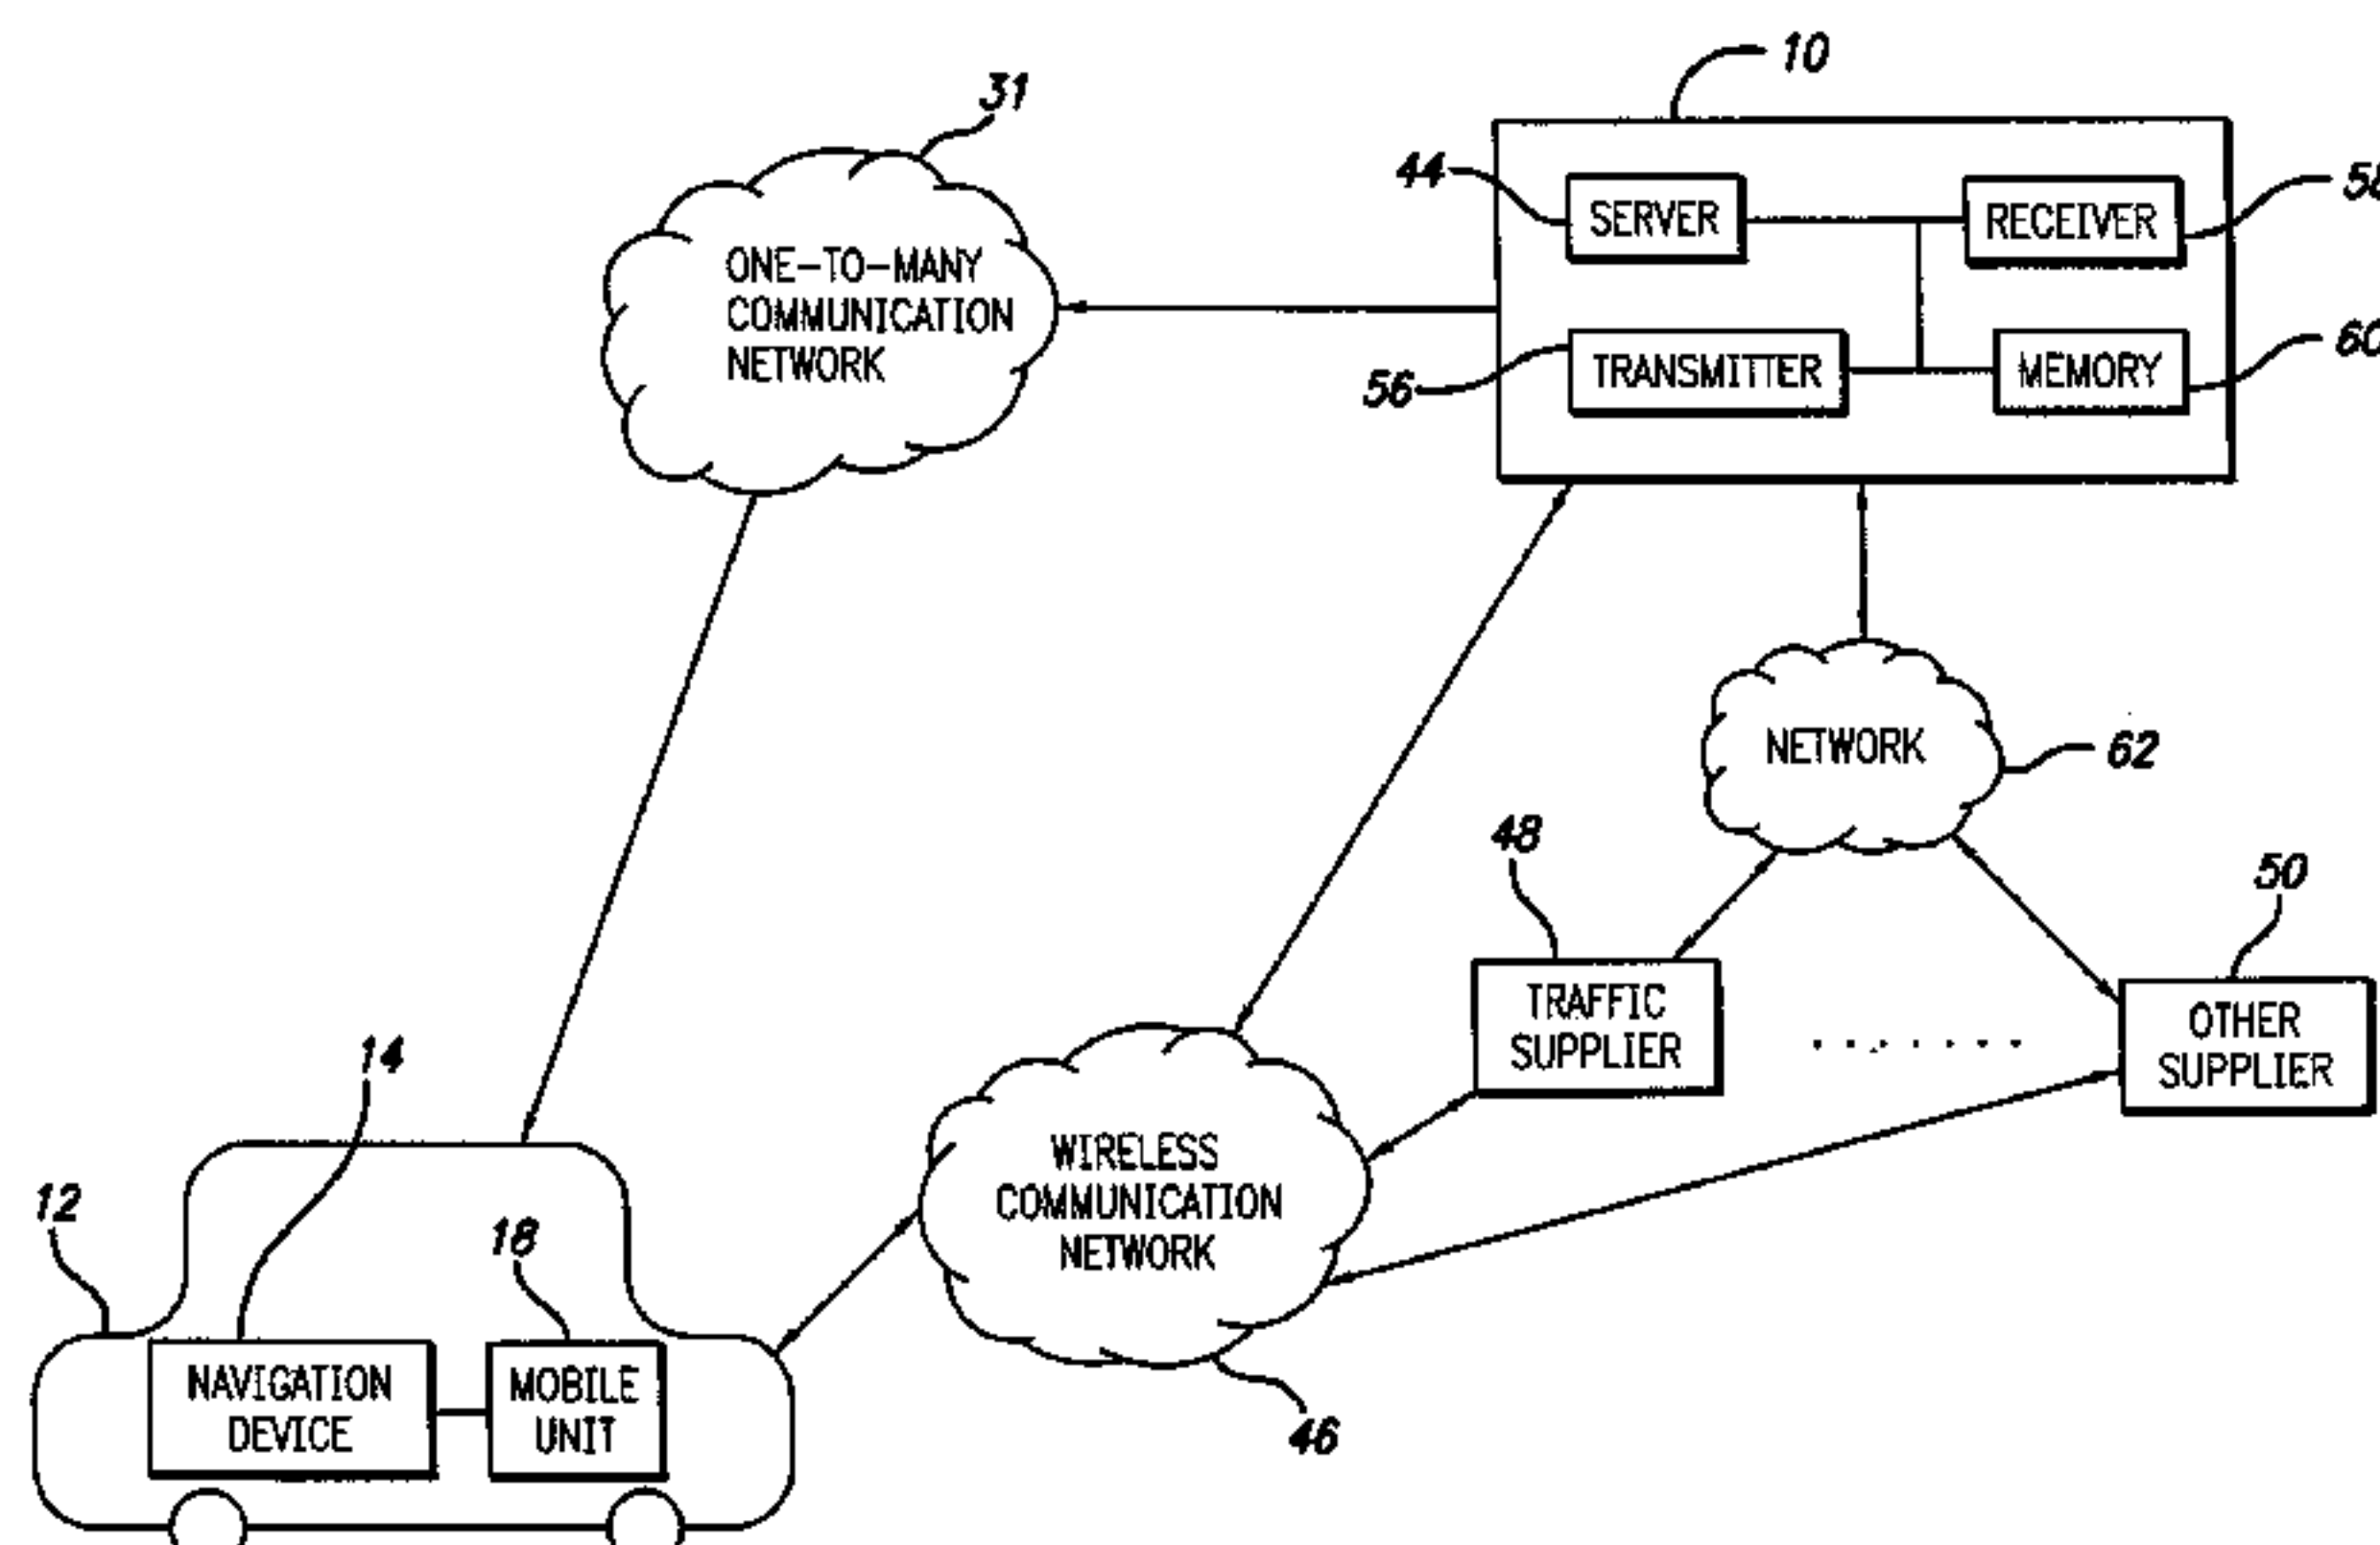 10
31
44
SERVER
RECEIVER
ONE-TO-MANY
COMMUNICATION
NETWORK
56
TRANSMITTER
MEMORY
60
NETWORK
62
48
50
TRAFFIC
SUPPLIER
OTHER
SUPPLIER
14
WIRELESS
COMMUNICATION
NETWORK
12
18
NAVIGATION
DEVICE
MOBILE
UNIT
46